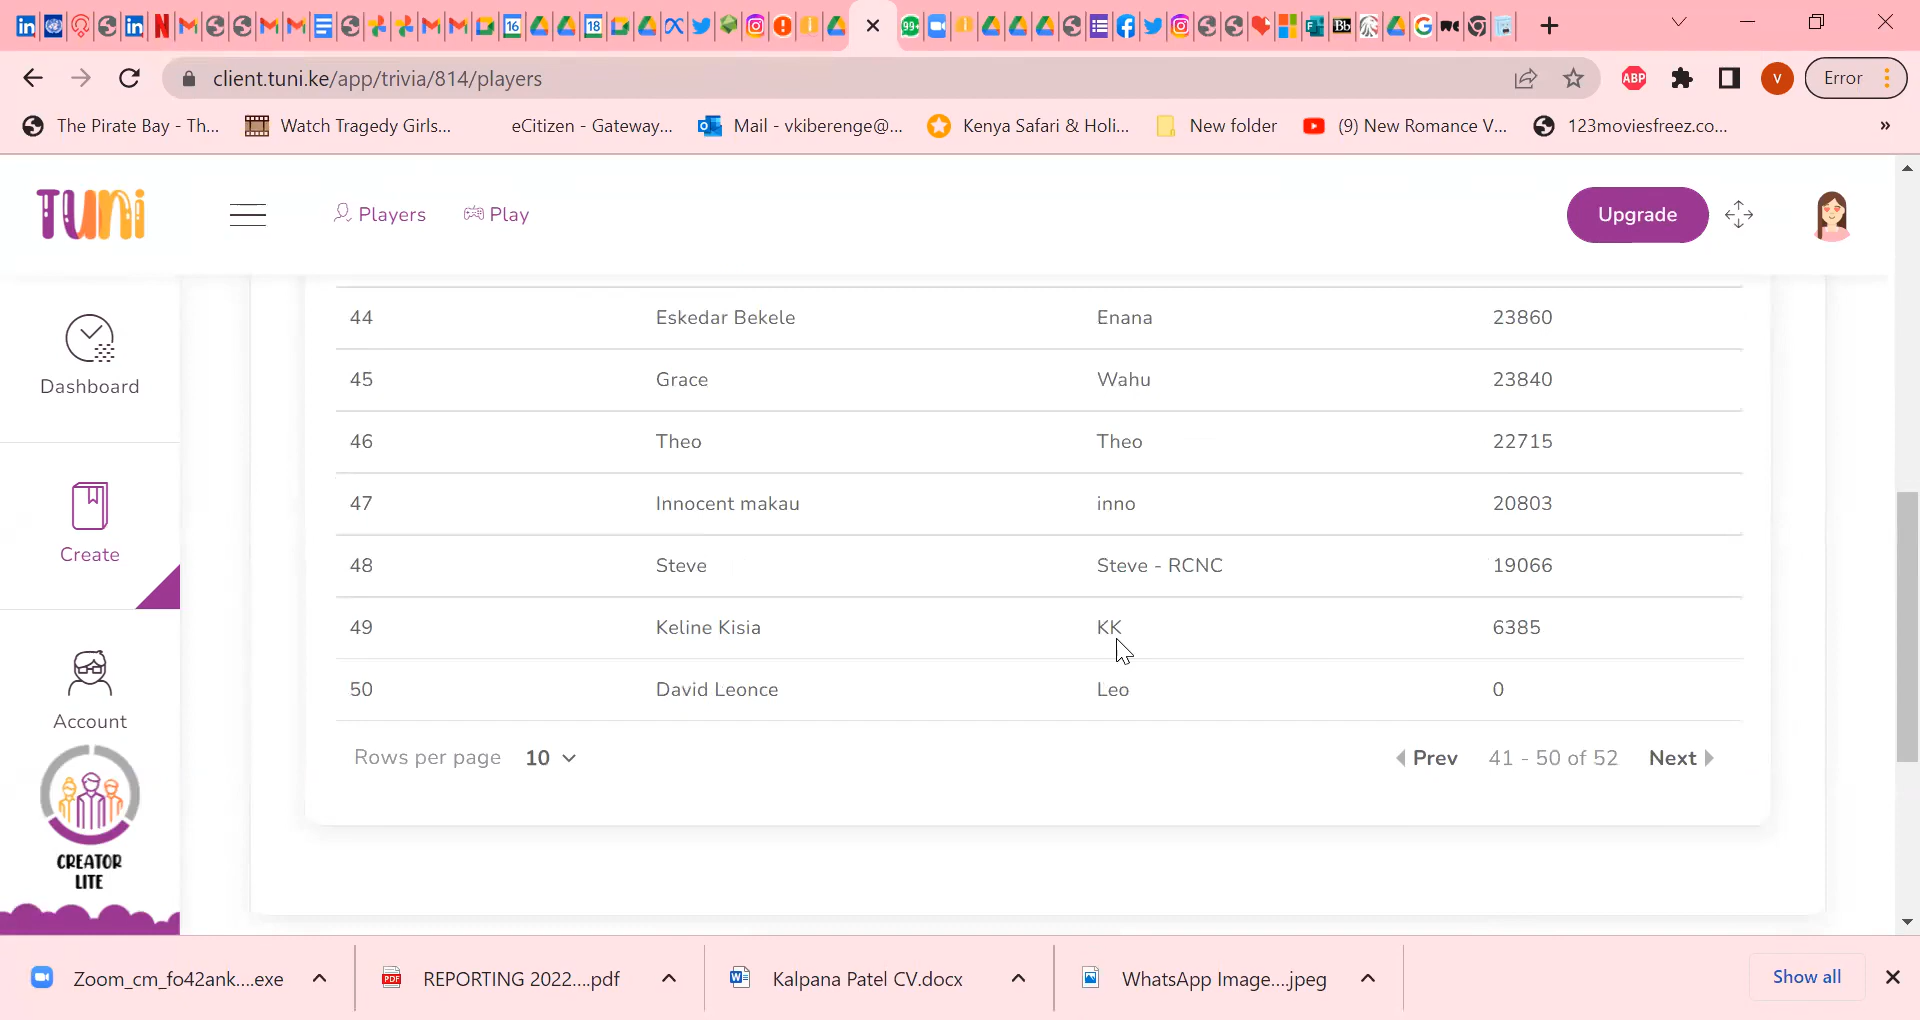 client.tuni.ke/app/trivia/814/players
Error
The Pirate Bay - Th...
Watch Tragedy Girls...
eCitizen - Gateway...
Mail - vkiberenge@...
Kenya Safari & Holi...
New folder
(9) New Romance V...
123moviesfreez.co...
»
TUNi
Players
Play
Upgrade
Dashboard
Create
Account
CREATOR
LITE
44 Eskedar Bekele Enana 23860
45 Grace Wahu 23840
46 Theo Theo 22715
47 Innocent makau inno 20803
48 Steve Steve - RCNC 19066
49 Keline Kisia KK 6385
50 David Leonce Leo 0
Rows per page 10
Prev 41 - 50 of 52 Next
Zoom_cm_fo42ank....exe
REPORTING 2022....pdf
Kalpana Patel CV.docx
WhatsApp Image....jpeg
Show all